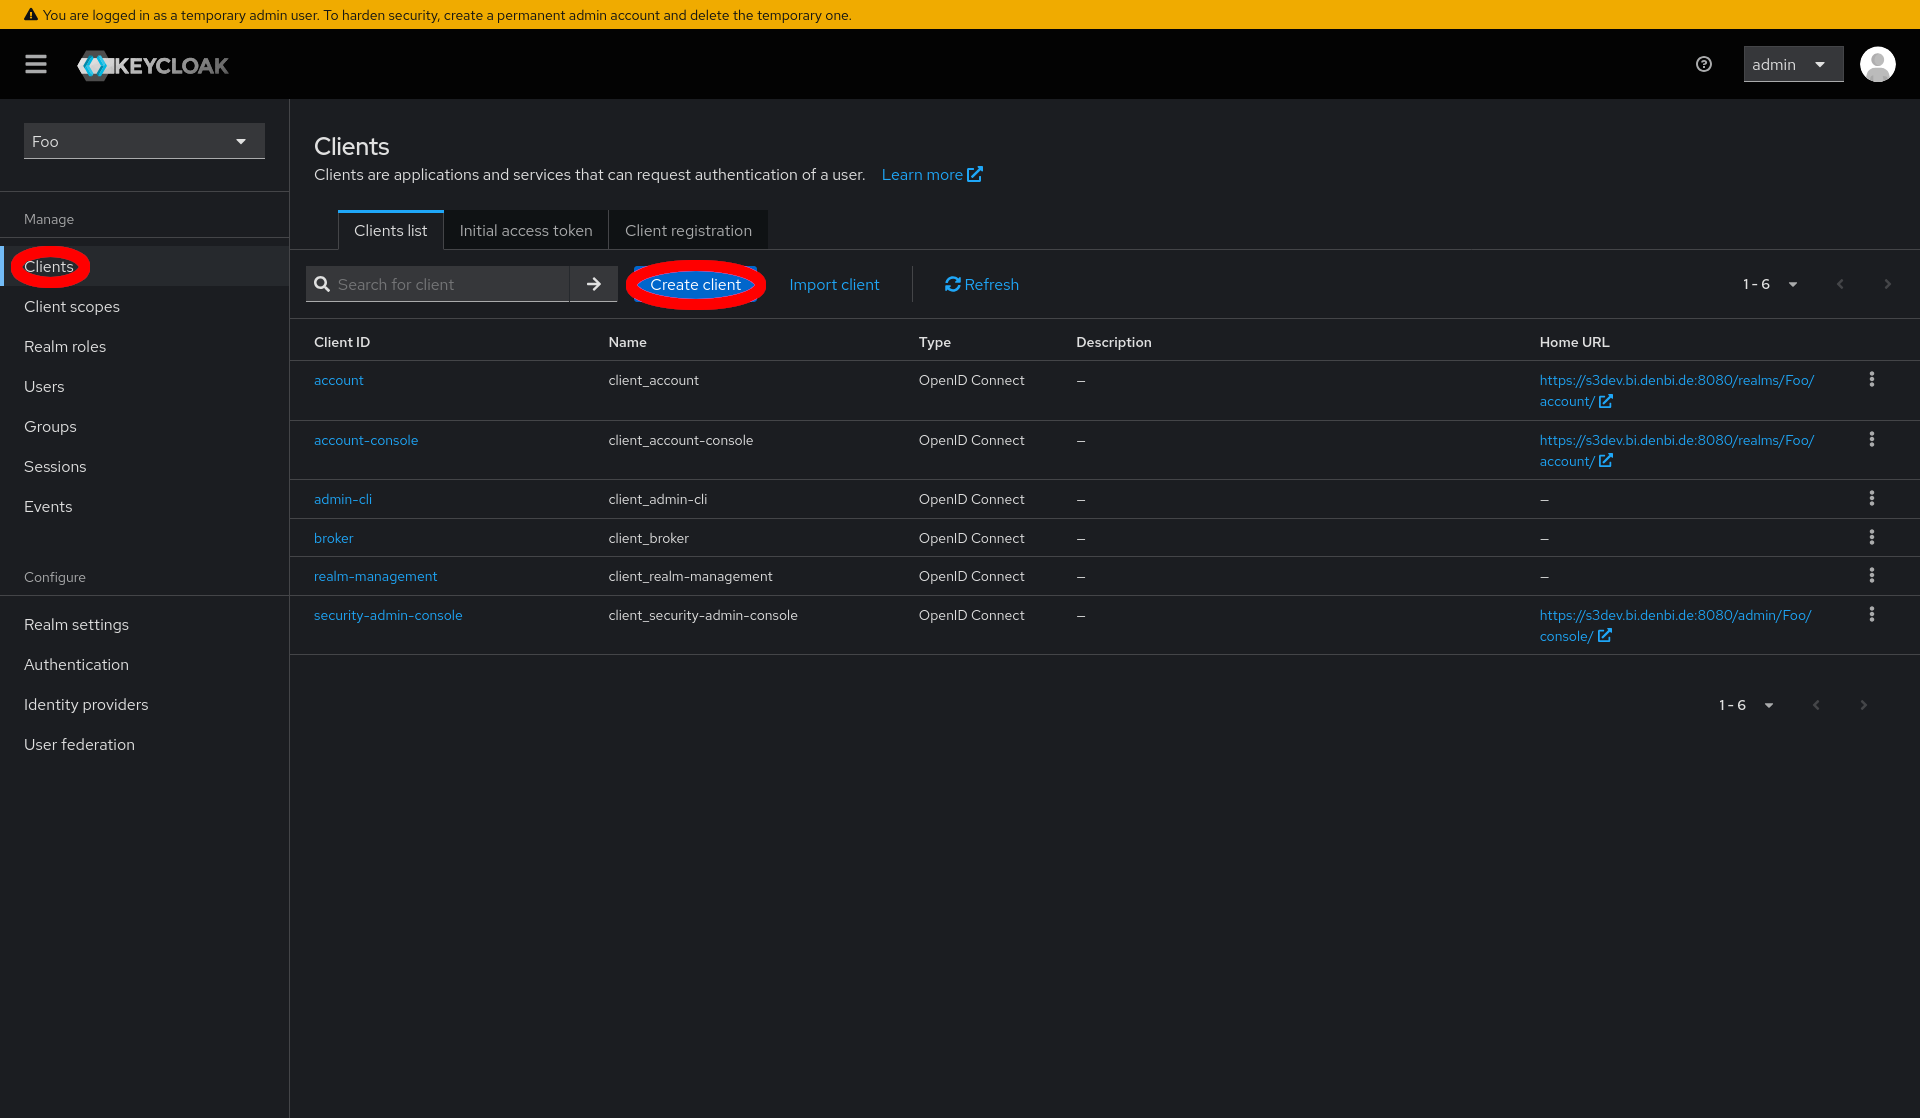 You are logged in as a temporary admin user. To harden security, create a permanent admin account and delete the temporary one.
KEYCLOAK
admin
Foo
Manage
Clients
Client scopes
Realm roles
Users
Groups
Sessions
Events
Configure
Realm settings
Authentication
Identity providers
User federation
Clients
Clients are applications and services that can request authentication of a user. Learn more
Clients list Initial access token Client registration
Search for client Create client Import client Refresh 1 - 6
Client ID Name Type Description Home URL
account client_account OpenID Connect – https://s3dev.bi.denbi.de:8080/realms/Foo/
account/
account-console client_account-console OpenID Connect – https://s3dev.bi.denbi.de:8080/realms/Foo/
account/
admin-cli client_admin-cli OpenID Connect – –
broker client_broker OpenID Connect – –
realm-management client_realm-management OpenID Connect – –
security-admin-console client_security-admin-console OpenID Connect – https://s3dev.bi.denbi.de:8080/admin/Foo/
console/
1 - 6